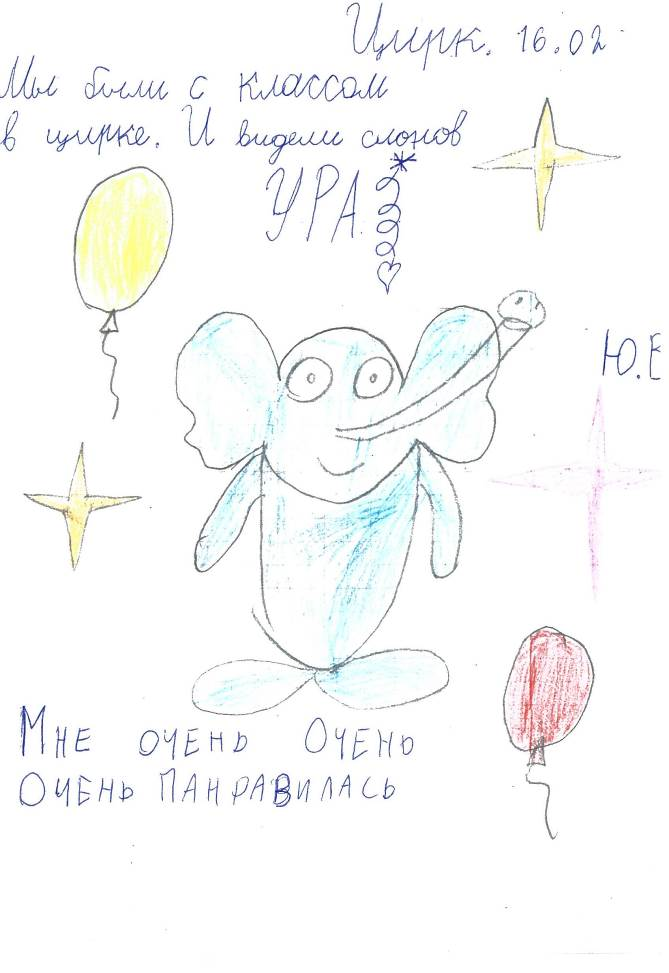 Цирк. 16.02
Мы были с классом
в цирке. И видели слонов
УРА
Ю.В
Мне очень Очень
Очень панравилась